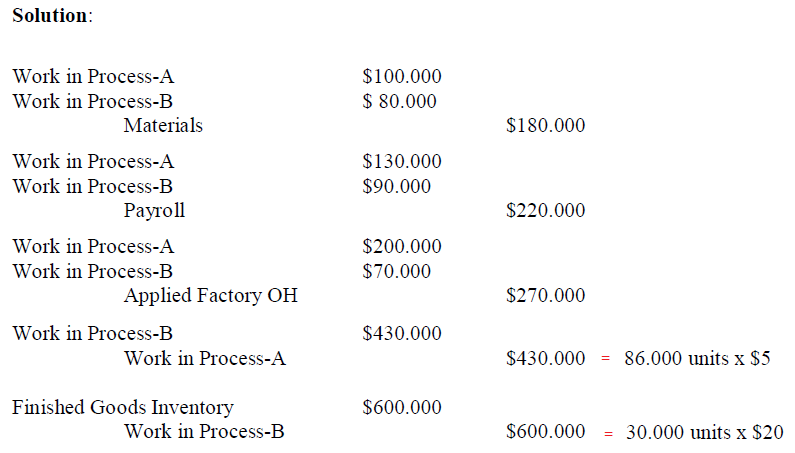 Solution:
Work in Process-A $100.000
Work in Process-B $ 80.000
Materials $180.000
Work in Process-A $130.000
Work in Process-B $90.000
Payroll $220.000
Work in Process-A $200.000
Work in Process-B $70.000
Applied Factory OH $270.000
Work in Process-B $430.000
Work in Process-A $430.000 = 86.000 units x $5
Finished Goods Inventory $600.000
Work in Process-B $600.000 = 30.000 units x $20